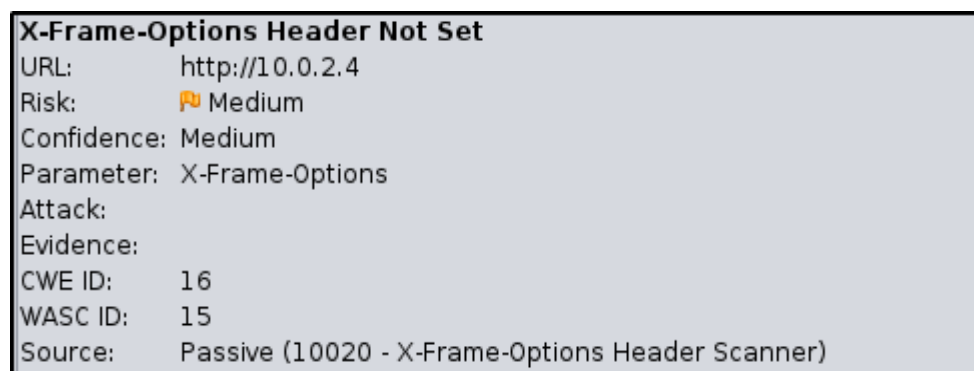 X-Frame-Options Header Not Set
URL: http://10.0.2.4
Risk: Medium
Confidence: Medium
Parameter: X-Frame-Options
Attack:
Evidence:
CWE ID: 16
WASC ID: 15
Source: Passive (10020 - X-Frame-Options Header Scanner)